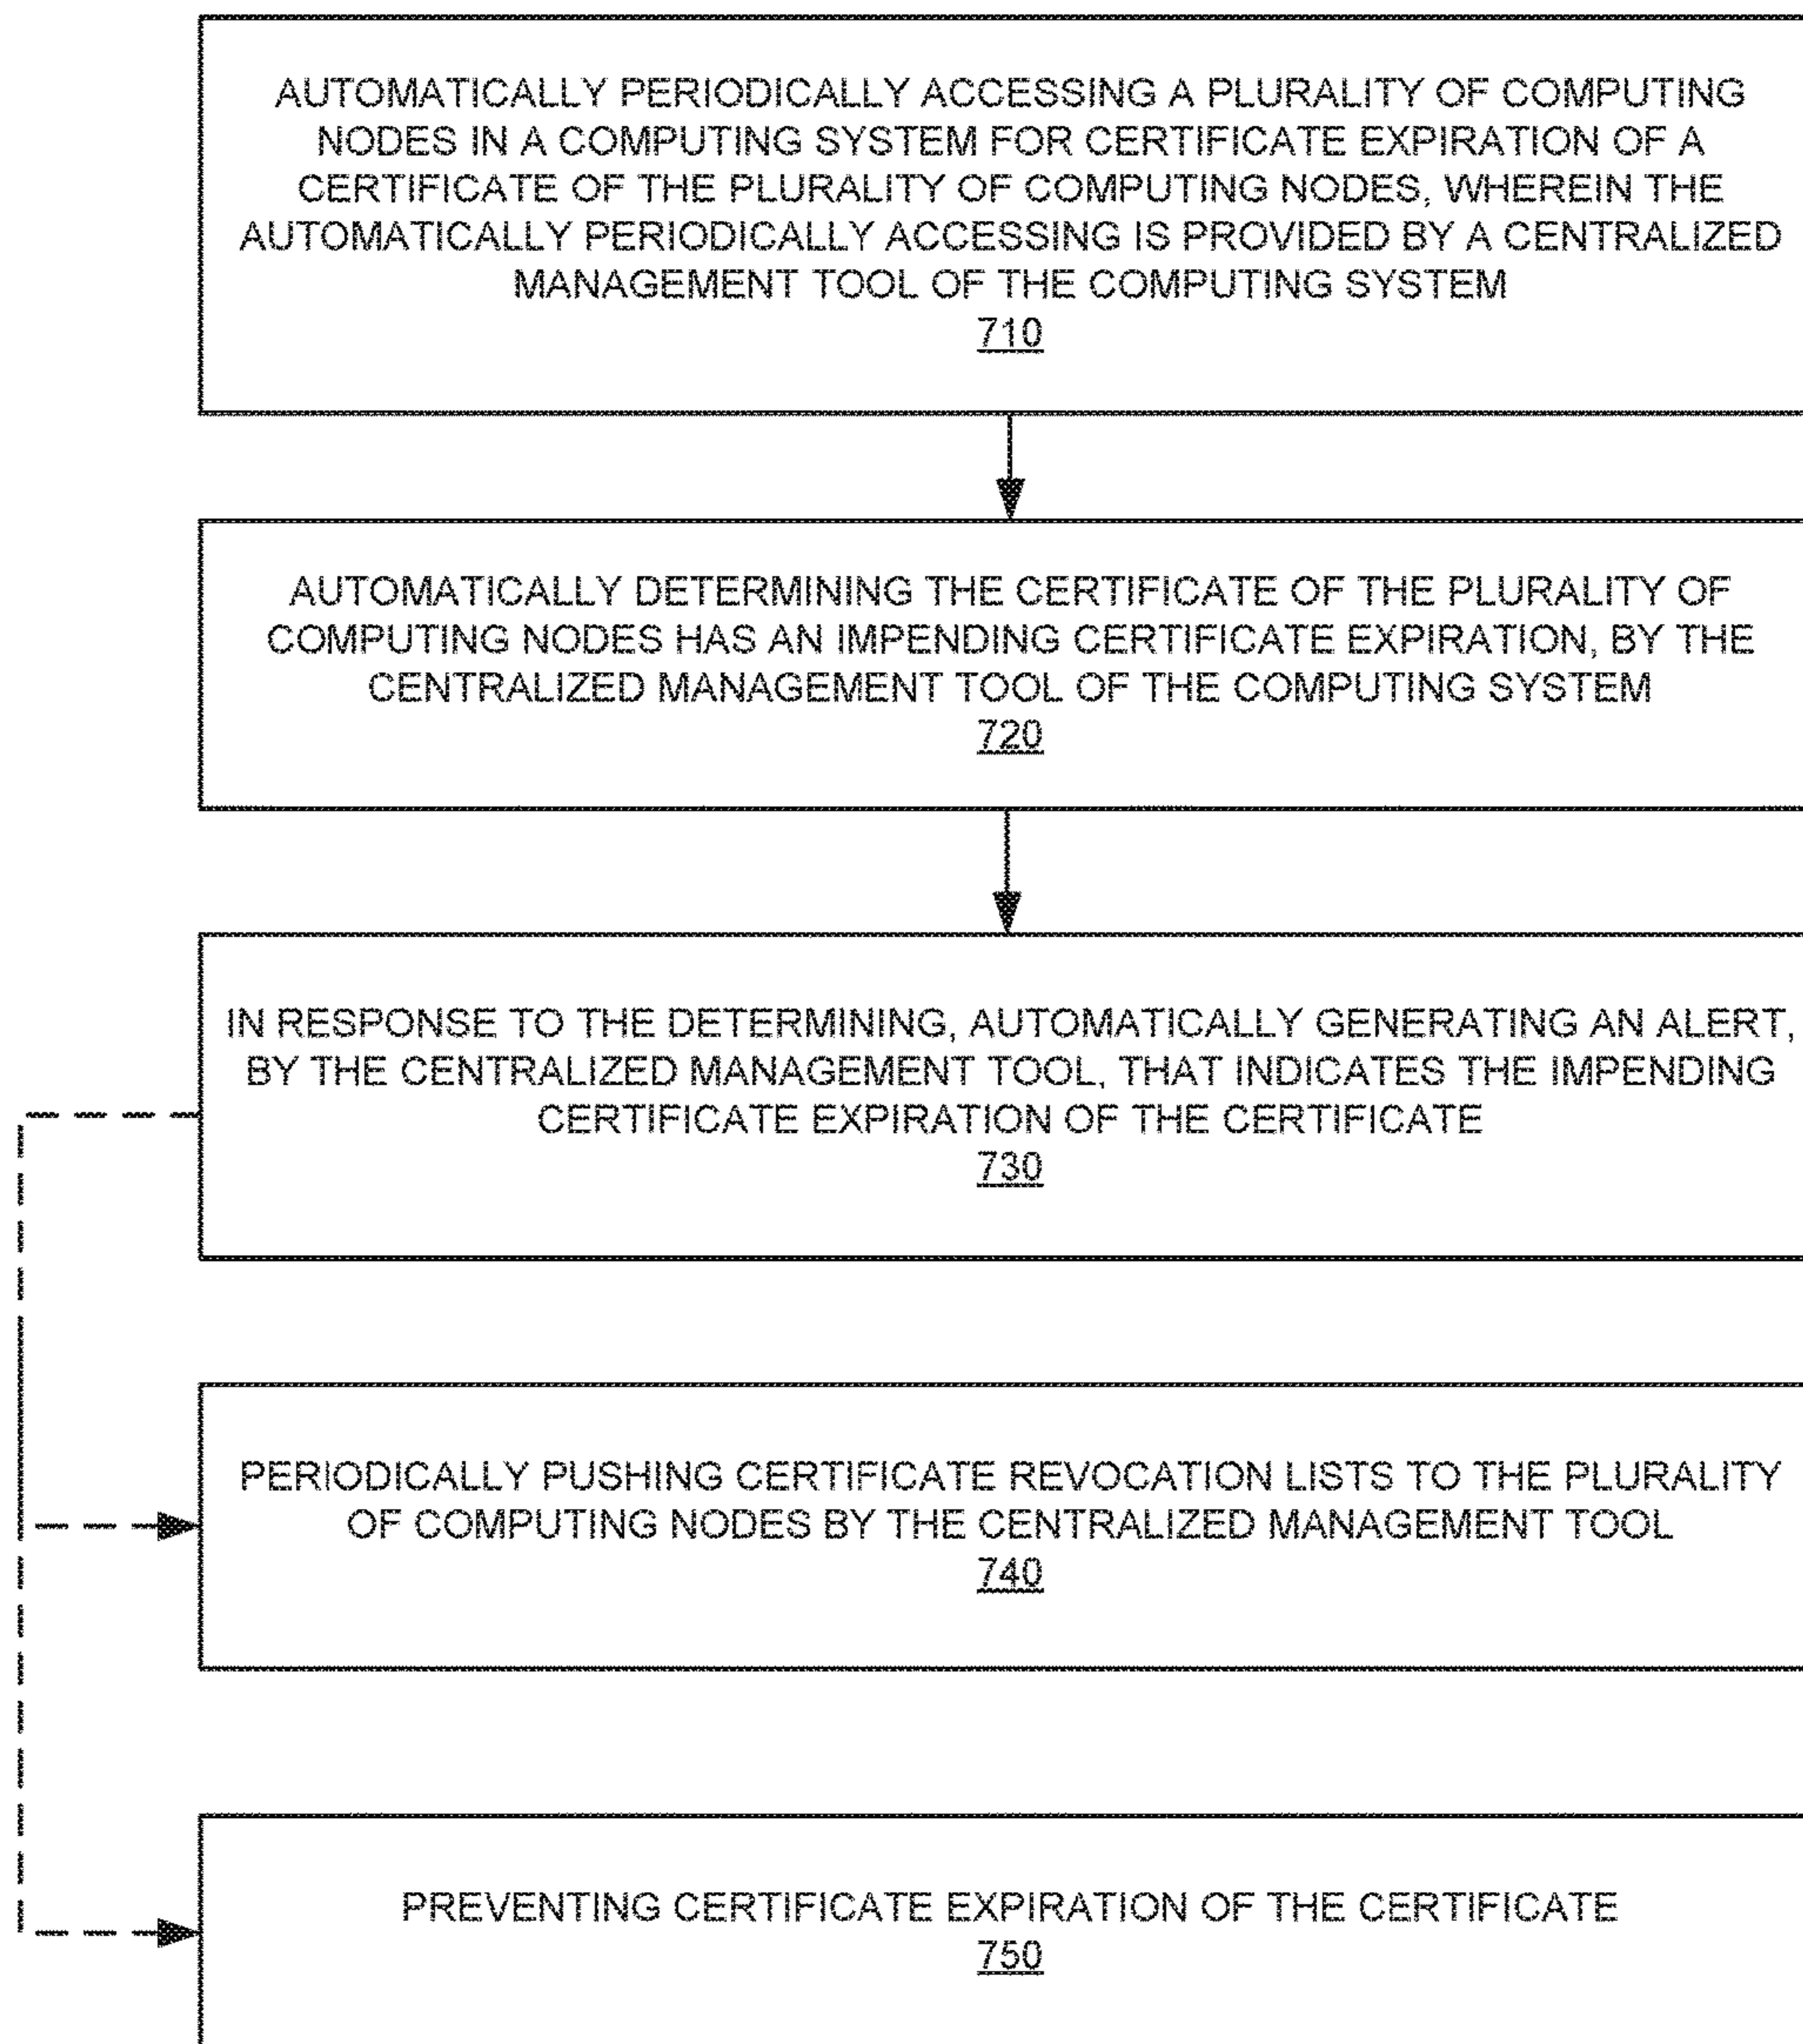 AUTOMATICALLY PERIODICALLY ACCESSING A PLURALITY OF COMPUTING
NODES IN A COMPUTING SYSTEM FOR CERTIFICATE EXPIRATION OF A
CERTIFICATE OF THE PLURALITY OF COMPUTING NODES, WHEREIN THE
AUTOMATICALLY PERIODICALLY ACCESSING IS PROVIDED BY A CENTRALIZED
MANAGEMENT TOOL OF THE COMPUTING SYSTEM
710
AUTOMATICALLY DETERMINING THE CERTIFICATE OF THE PLURALITY OF
COMPUTING NODES HAS AN IMPENDING CERTIFICATE EXPIRATION, BY THE
CENTRALIZED MANAGEMENT TOOL OF THE COMPUTING SYSTEM
720
IN RESPONSE TO THE DETERMINING, AUTOMATICALLY GENERATING AN ALERT,
BY THE CENTRALIZED MANAGEMENT TOOL, THAT INDICATES THE IMPENDING
CERTIFICATE EXPIRATION OF THE CERTIFICATE
730
PERIODICALLY PUSHING CERTIFICATE REVOCATION LISTS TO THE PLURALITY
OF COMPUTING NODES BY THE CENTRALIZED MANAGEMENT TOOL
740
PREVENTING CERTIFICATE EXPIRATION OF THE CERTIFICATE
750